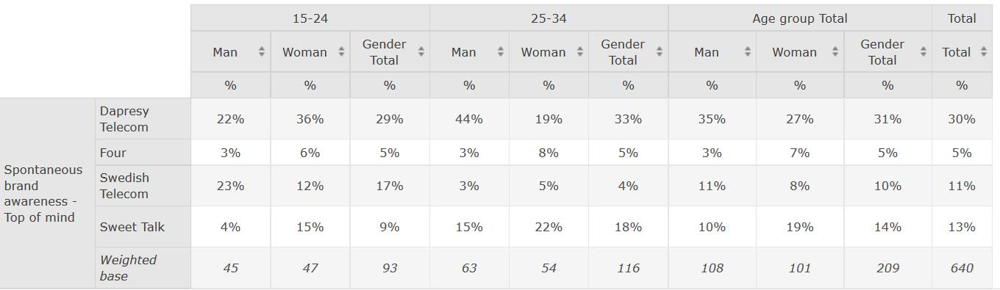 15-24 25-34 Age group Total Total
Man Woman Gender Total Man Woman Gender Total Man Woman Gender Total Total
% % % % % % % % % %
Spontaneous brand awareness - Top of mind
Dapresy Telecom 22% 36% 29% 44% 19% 33% 35% 27% 31% 30%
Four 3% 6% 5% 3% 8% 5% 3% 7% 5% 5%
Swedish Telecom 23% 12% 17% 3% 5% 4% 11% 8% 10% 11%
Sweet Talk 4% 15% 9% 15% 22% 18% 10% 19% 14% 13%
Weighted base 45 47 93 63 54 116 108 101 209 640